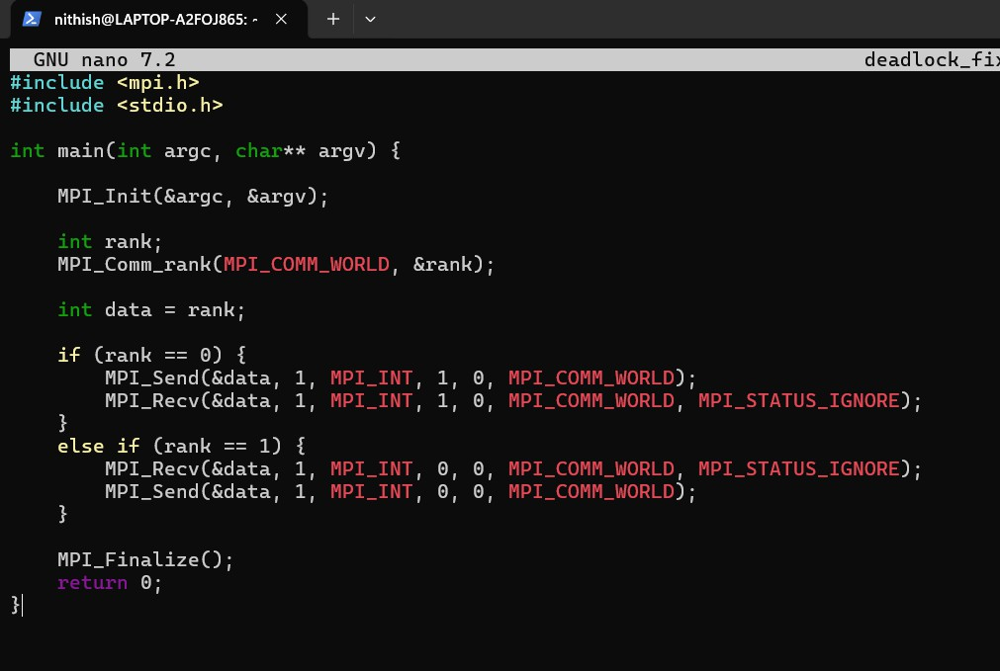 nithish@LAPTOP-A2FOJ865: ~
GNU nano 7.2 deadlock_fix
#include <mpi.h>
#include <stdio.h>
int main(int argc, char** argv) {
MPI_Init(&argc, &argv);
int rank;
MPI_Comm_rank(MPI_COMM_WORLD, &rank);
int data = rank;
if (rank == 0) {
MPI_Send(&data, 1, MPI_INT, 1, 0, MPI_COMM_WORLD);
MPI_Recv(&data, 1, MPI_INT, 1, 0, MPI_COMM_WORLD, MPI_STATUS_IGNORE);
}
else if (rank == 1) {
MPI_Recv(&data, 1, MPI_INT, 0, 0, MPI_COMM_WORLD, MPI_STATUS_IGNORE);
MPI_Send(&data, 1, MPI_INT, 0, 0, MPI_COMM_WORLD);
}
MPI_Finalize();
return 0;
}